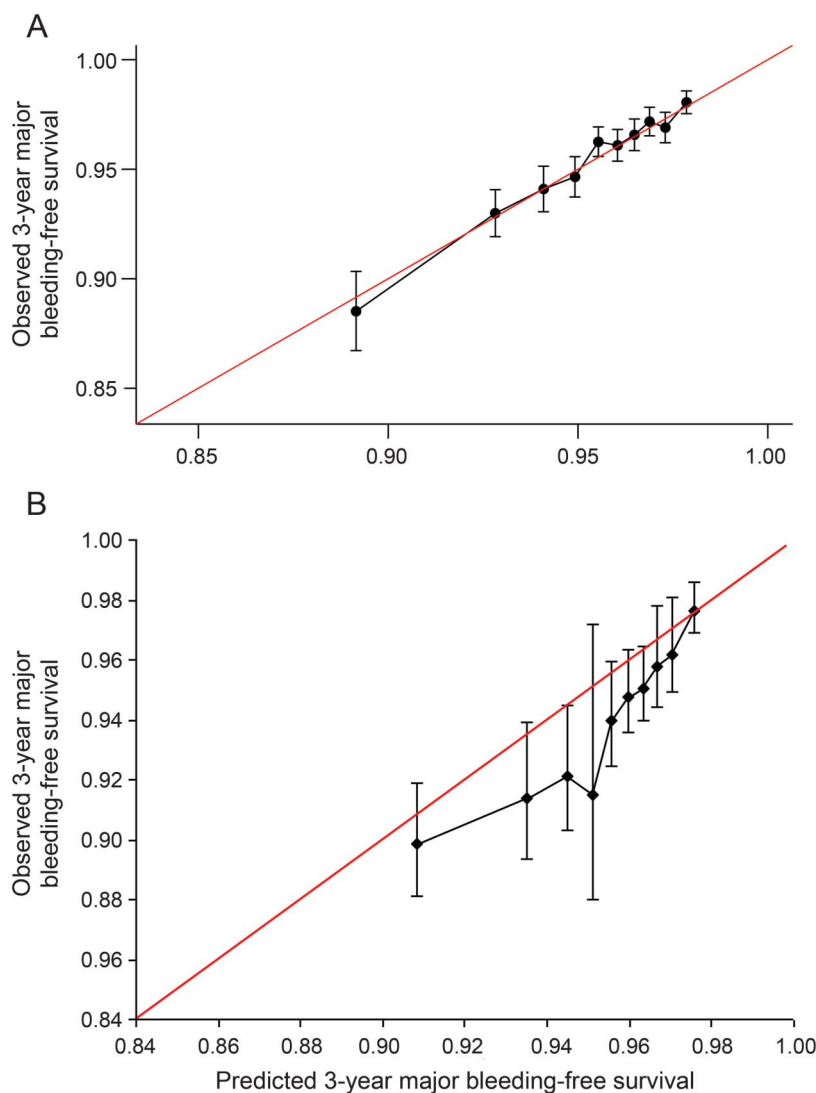 A
Observed 3-year major
bleeding-free survival
1.00
0.95
0.90
0.85
0.85 0.90 0.95 1.00
B
Observed 3-year major
bleeding-free survival
1.00
0.98
0.96
0.94
0.92
0.90
0.88
0.96
0.84
0.84 0.88 0.90 0.92 0.94 0.96 0.98 1.00
Predicted 3-year major bleeding-free survival